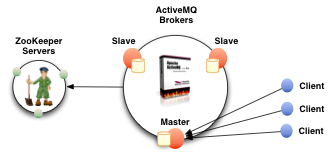 ActiveMQ
Brokers
ZooKeeper
Servers
Slave
Slave
Client
Client
Client
Master